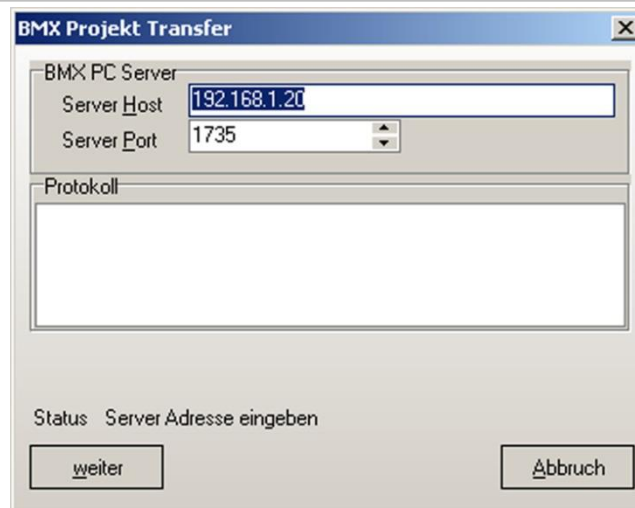 BMX Projekt Transfer
BMX PC Server
Server Host 192.168.1.20
Server Port 1735
Protokoll
Status Server Adresse eingeben
weiter Abbruch